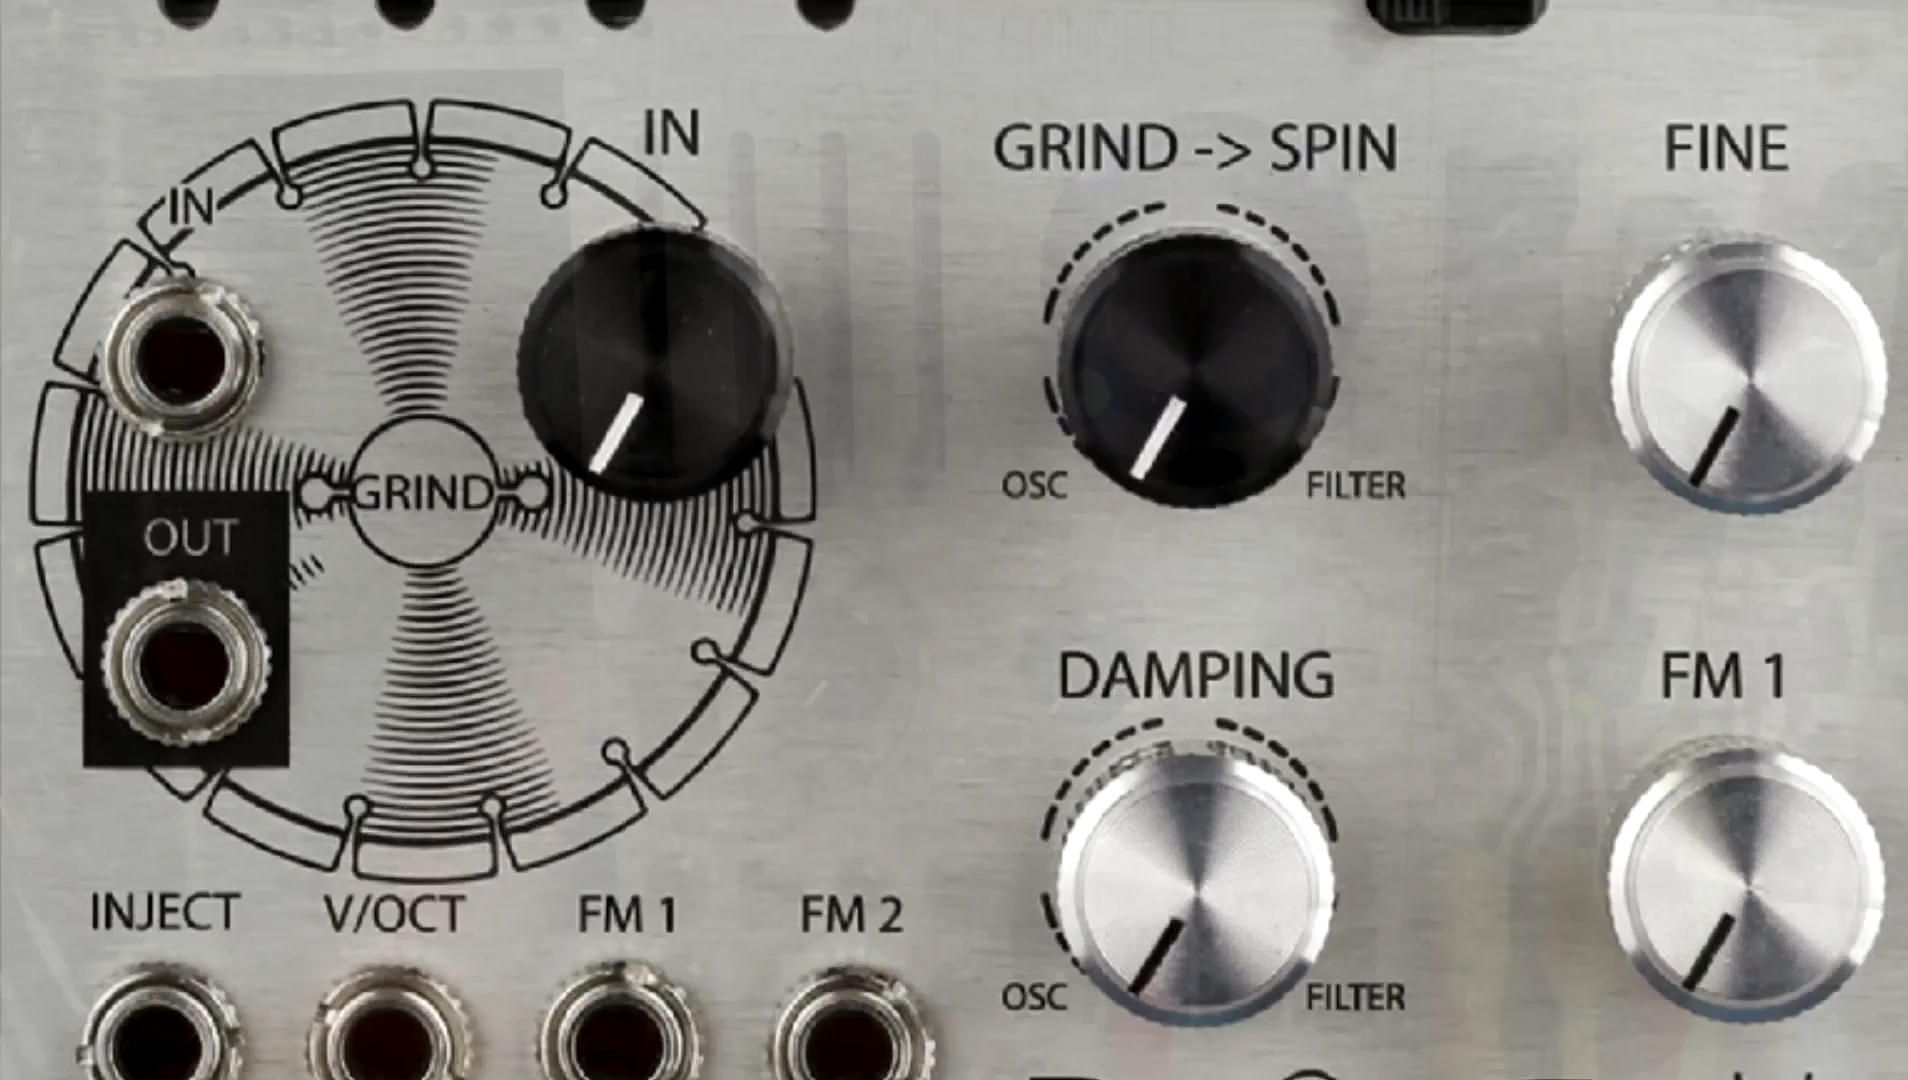 IN
GRIND -> SPIN
FINE
IN
OSC
FILTER
GRIND
OUT
DAMPING
FM 1
INJECT
V/OCT
FM 1
FM 2
OSC
FILTER